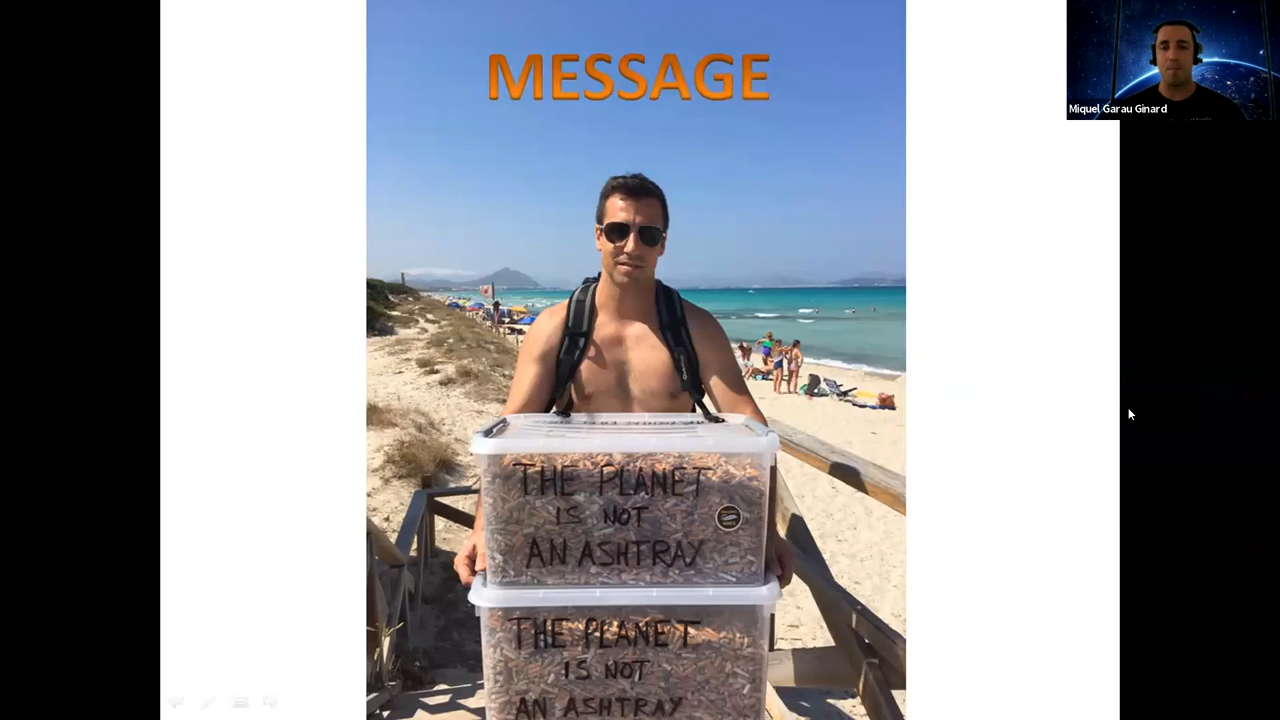 MESSAGE
Miquel Garau Ginard
THE PLANET
IS NOT
AN ASHTRAY
THE PLANET
IS NOT
AN ASHTRAY